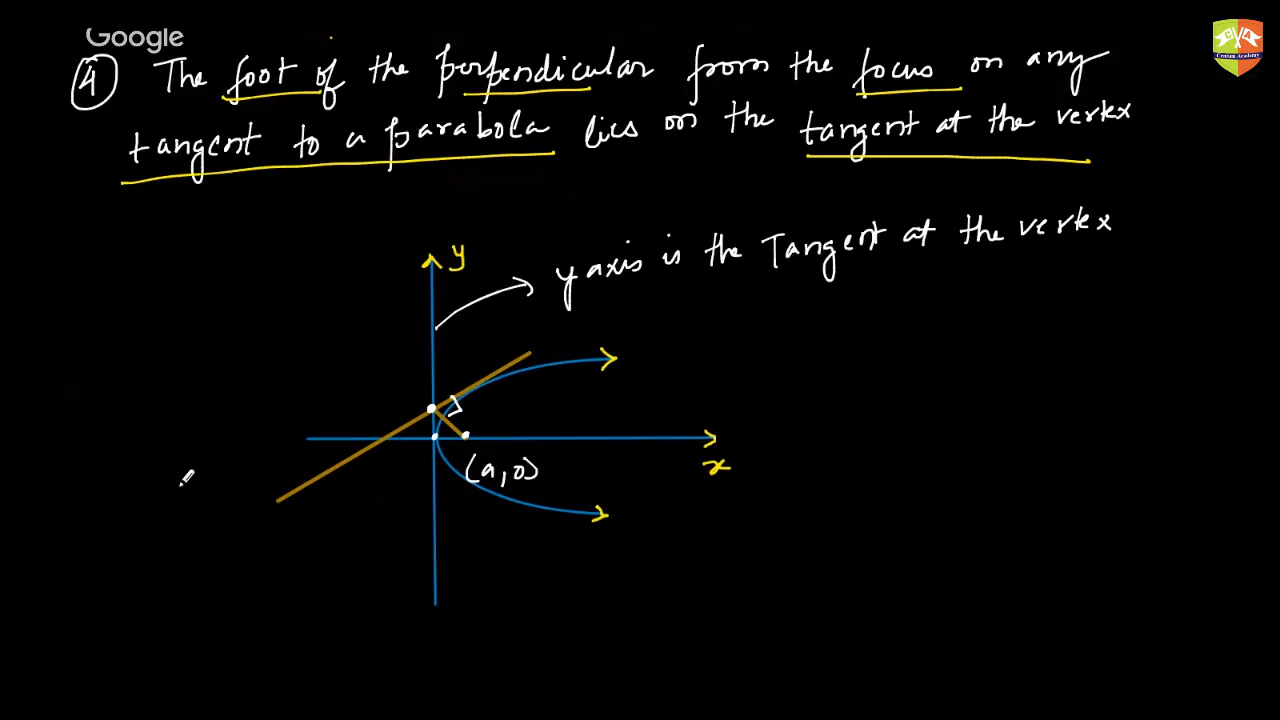 Google
④ The foot of the perpendicular from the focus on any
tangent to a parabola lies on the tangent at the vertex
y
y axis is the Tangent at the vertex
x
(a,0)